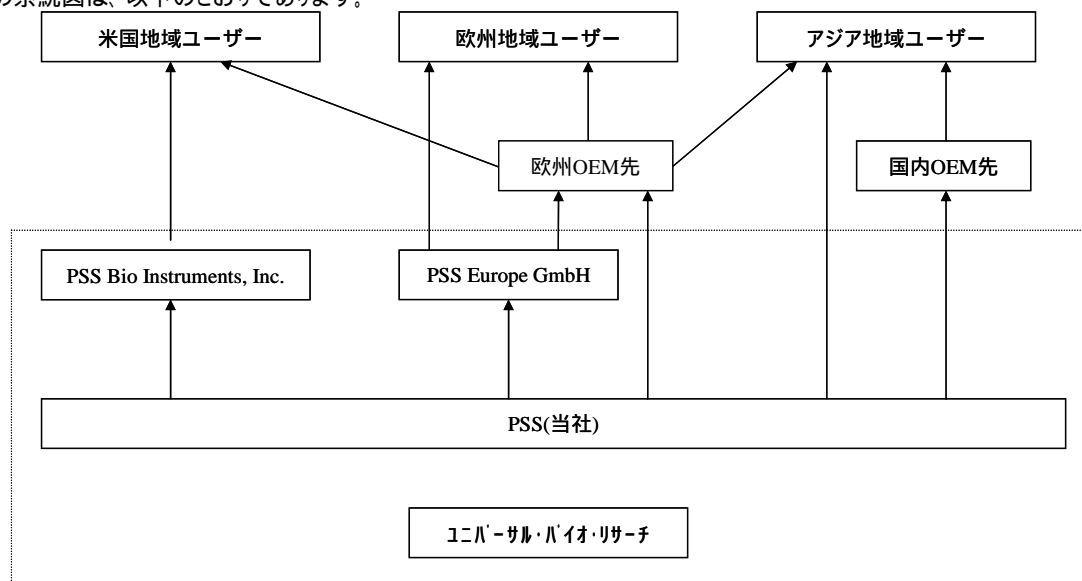 の系統図は、以下のとおりであります。
米国地域ユーザー
欧州地域ユーザー
アジア地域ユーザー
欧州OEM先
国内OEM先
PSS Bio Instruments, Inc.
PSS Europe GmbH
PSS(当社)
ﾕﾆﾊﾞｰｻﾙ･ﾊﾞｲｵ･ﾘｻｰﾁ